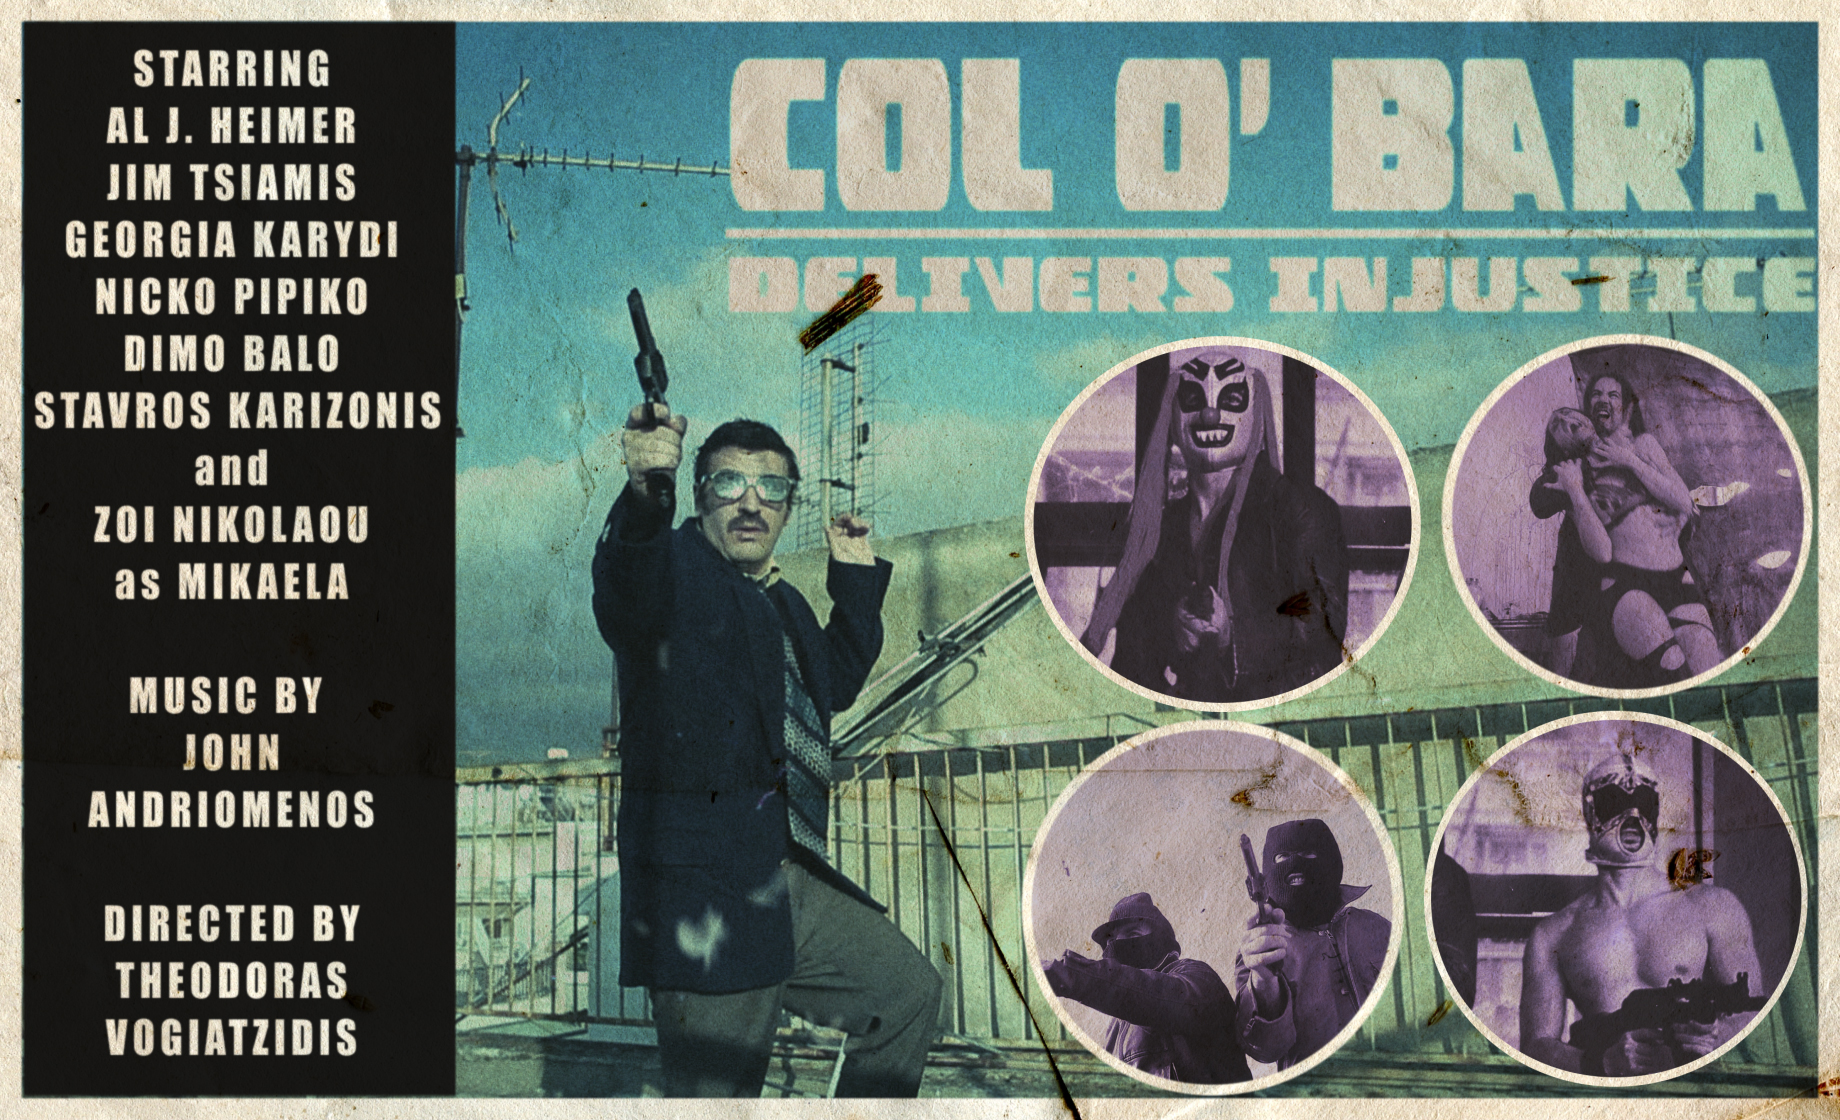 STARRING
AL J. HEIMER
JIM TSIAMIS
GEORGIA KARYDI
NICKO PIPIKO
DIMO BALO
STAVROS KARIZONIS
and
ZOI NIKOLAOU
as MIKAELA
MUSIC BY
JOHN
ANDRIOMENOS
DIRECTED BY
THEODORAS
VOGIATZIDIS
COL O' BARA
DELIVERS INJUSTICE